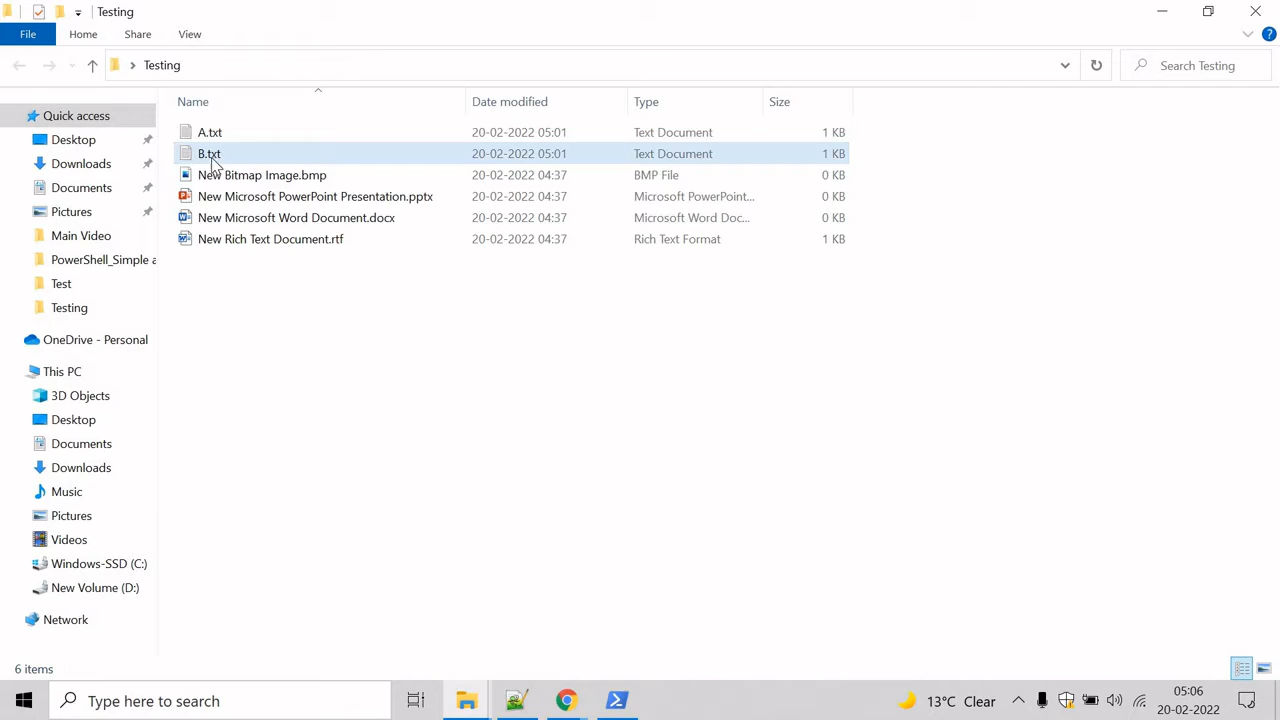 Testing
File Home Share View
Testing
Search Testing
Name Date modified Type Size
A.txt 20-02-2022 05:01 Text Document 1 KB
B.txt 20-02-2022 05:01 Text Document 1 KB
New Bitmap Image.bmp 20-02-2022 04:37 BMP File 0 KB
New Microsoft PowerPoint Presentation.pptx 20-02-2022 04:37 Microsoft PowerPoint... 0 KB
New Microsoft Word Document.docx 20-02-2022 04:37 Microsoft Word Doc... 0 KB
New Rich Text Document.rtf 20-02-2022 04:37 Rich Text Format 1 KB
Quick access
Desktop
Downloads
Documents
Pictures
Main Video
PowerShell_Simple a
Test
Testing
OneDrive - Personal
This PC
3D Objects
Desktop
Documents
Downloads
Music
Pictures
Videos
Windows-SSD (C:)
New Volume (D:)
Network
6 items
Type here to search
13°C Clear
05:06
20-02-2022